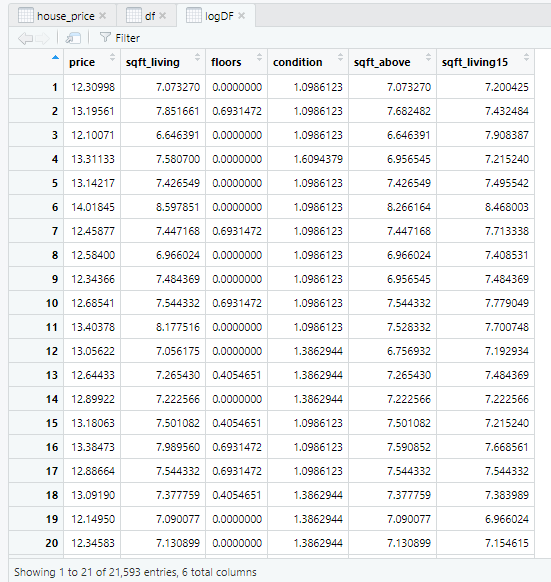 house_price × df × logDF ×
Filter
price sqft_living floors condition sqft_above sqft_living15
1 12.30998 7.073270 0.0000000 1.0986123 7.073270 7.200425
2 13.19561 7.851661 0.6931472 1.0986123 7.682482 7.432484
3 12.10071 6.646391 0.0000000 1.0986123 6.646391 7.908387
4 13.31133 7.580700 0.0000000 1.6094379 6.956545 7.215240
5 13.14217 7.426549 0.0000000 1.0986123 7.426549 7.495542
6 14.01845 8.597851 0.0000000 1.0986123 8.266164 8.468003
7 12.45877 7.447168 0.6931472 1.0986123 7.447168 7.713338
8 12.58400 6.966024 0.0000000 1.0986123 6.966024 7.408531
9 12.34366 7.484369 0.0000000 1.0986123 6.956545 7.484369
10 12.68541 7.544332 0.6931472 1.0986123 7.544332 7.779049
11 13.40378 8.177516 0.0000000 1.0986123 7.528332 7.700748
12 13.05622 7.056175 0.0000000 1.3862944 6.756932 7.192934
13 12.64433 7.265430 0.4054651 1.3862944 7.265430 7.484369
14 12.89922 7.222566 0.0000000 1.3862944 7.222566 7.222566
15 13.18063 7.501082 0.4054651 1.0986123 7.501082 7.215240
16 13.38473 7.989560 0.6931472 1.0986123 7.590852 7.668561
17 12.88664 7.544332 0.6931472 1.0986123 7.544332 7.544332
18 13.09190 7.377759 0.4054651 1.3862944 7.377759 7.383989
19 12.14950 7.090077 0.0000000 1.3862944 7.090077 6.966024
20 12.34583 7.130899 0.0000000 1.3862944 7.130899 7.154615
Showing 1 to 21 of 21,593 entries, 6 total columns